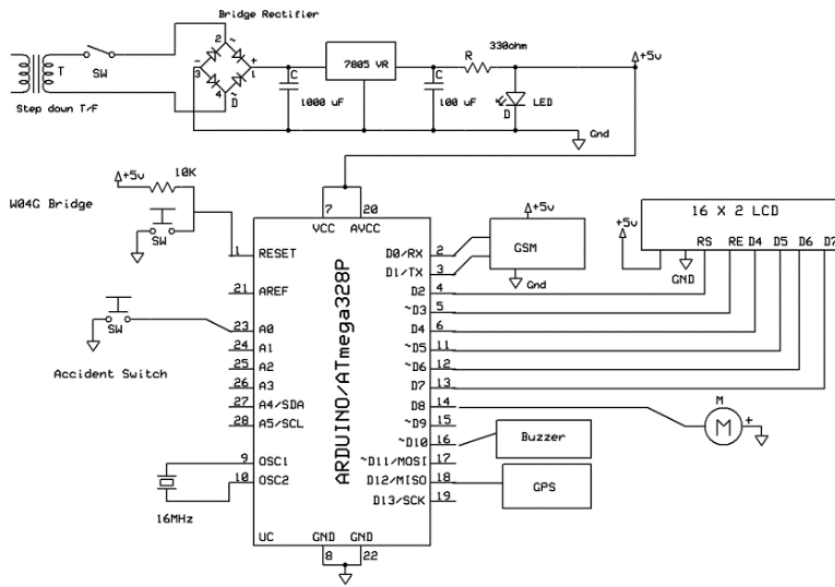 Bridge Rectifier
2 ~
- +
3 1
4 ~
D
T
SW
Step down T/F
C
1000 uF
7805 VR
C
100 uF
R 330ohm
+5v
LED
D
Gnd
+5v
10K
W04G Bridge
SW
Accident Switch
SW
16MHz
7 20
VCC AVCC
1 RESET
21 AREF
23 A0
24 A1
25 A2
26 A3
27 A4/SDA
28 A5/SCL
9 OSC1
10 OSC2
UC
GND GND
8 22
ARDUINO/ATmega328P
D0/RX 2
D1/TX 3
D2 4
~D3 5
D4 6
~D5 11
~D6 12
D7 13
D8 14
~D9 15
~D10 16
~D11/MOSI 17
D12/MISO 18
D13/SCK 19
+5v
GSM
Gnd
16 X 2 LCD
+5v
GND
RS RE D4 D5 D6 D7
M
M +
Buzzer
GPS